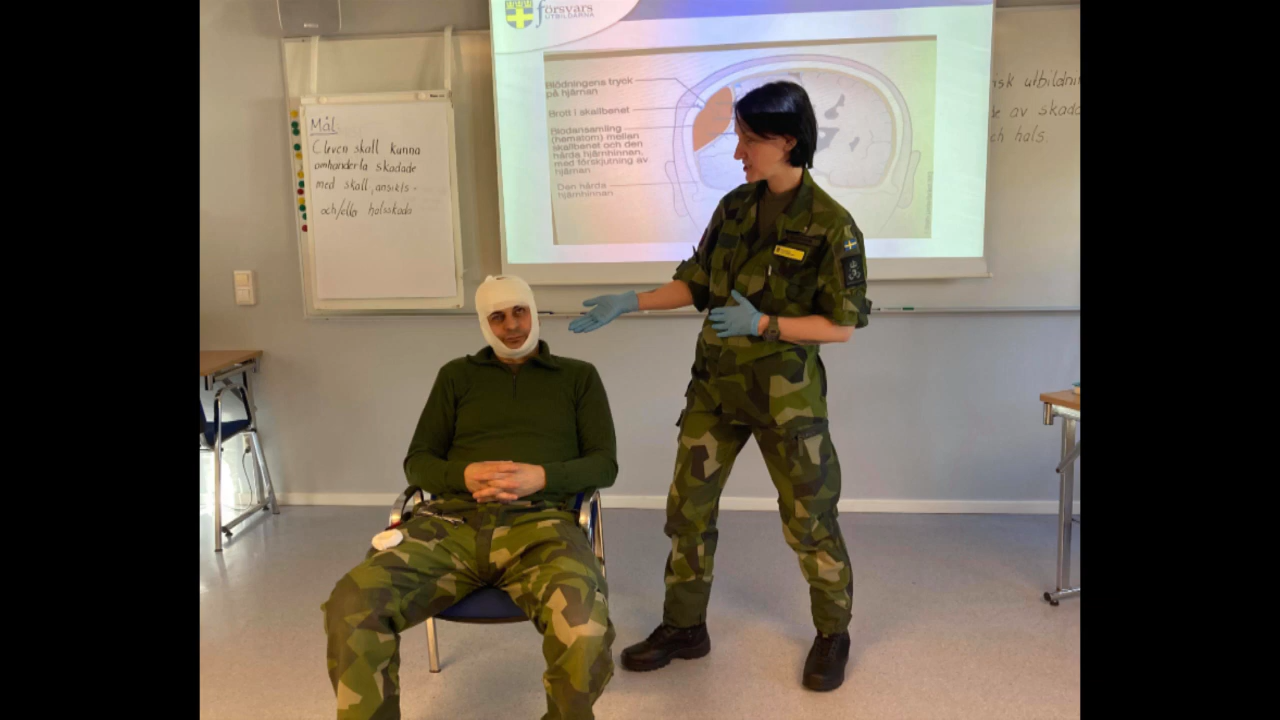 försvars
UTBILDARNA
Mål
Eleven skall kunna
omhänderta skadade
med skall, ansikts-
och/eller halsskada
Blödningens tryck
på hjärnan
Brott i skallbenet
Blodansamling
(hematom) mellan
skallbenet och den
hårda hjärnhinnan,
med förskjutning av
hjärnan
Den hårda
hjärnhinnan
isk utbildni
av skada
ch hals